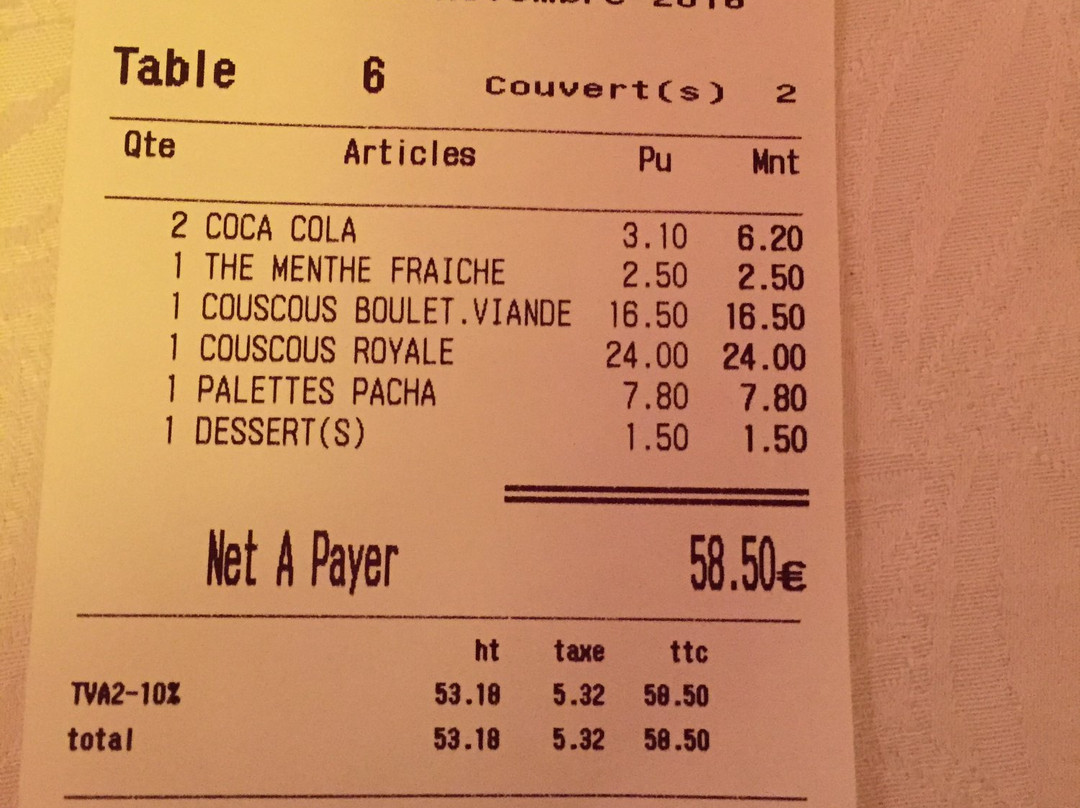 Table 6 Couvert(s) 2
Qte Articles Pu Mnt
2 COCA COLA 3.10 6.20
1 THE MENTHE FRAICHE 2.50 2.50
1 COUSCOUS BOULET.VIANDE 16.50 16.50
1 COUSCOUS ROYALE 24.00 24.00
1 PALETTES PACHA 7.80 7.80
1 DESSERT(S) 1.50 1.50
Net A Payer 58.50€
ht taxe ttc
TVA2-10% 53.18 5.32 58.50
total 53.18 5.32 58.50